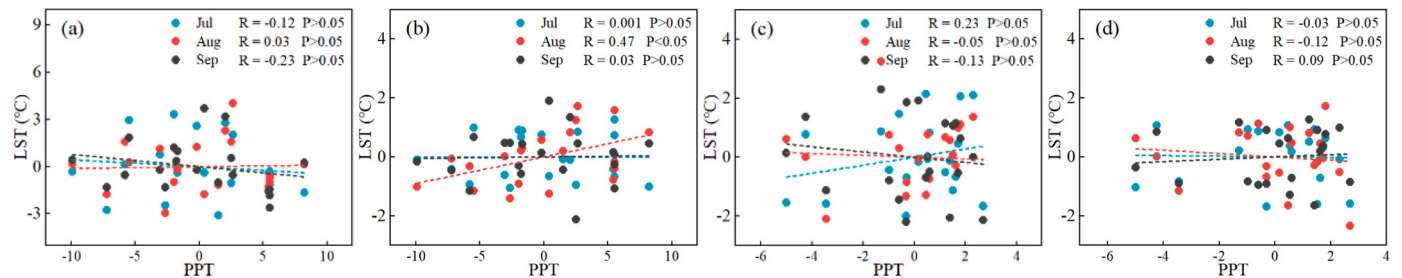 (a)
Jul R = -0.12 P>0.05
Aug R = 0.03 P>0.05
Sep R = -0.23 P>0.05
9
6
3
0
-3
LST (℃)
-10 -5 0 5 10
PPT
(b)
Jul R = 0.001 P>0.05
Aug R = 0.47 P<0.05
Sep R = 0.03 P>0.05
4
2
0
-2
LST (℃)
-10 -5 0 5 10
PPT
(c)
Jul R = 0.23 P>0.05
Aug R = -0.05 P>0.05
Sep R = -0.13 P>0.05
4
2
0
-2
LST (℃)
-6 -4 -2 0 2 4
PPT
(d)
Jul R = -0.03 P>0.05
Aug R = -0.12 P>0.05
Sep R = 0.09 P>0.05
4
2
0
-2
LST (℃)
-6 -4 -2 0 2 4
PPT